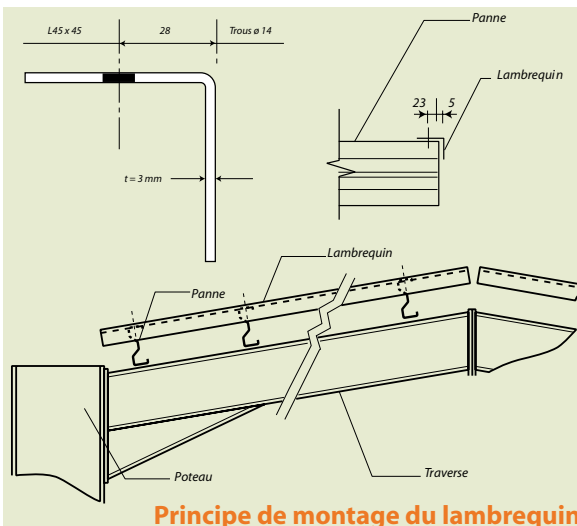 L45 x 45
28
Trous ø 14
t = 3 mm
Panne
Lambrequin
23
5
Lambrequin
Panne
Poteau
Traverse
Principe de montage du lambrequin